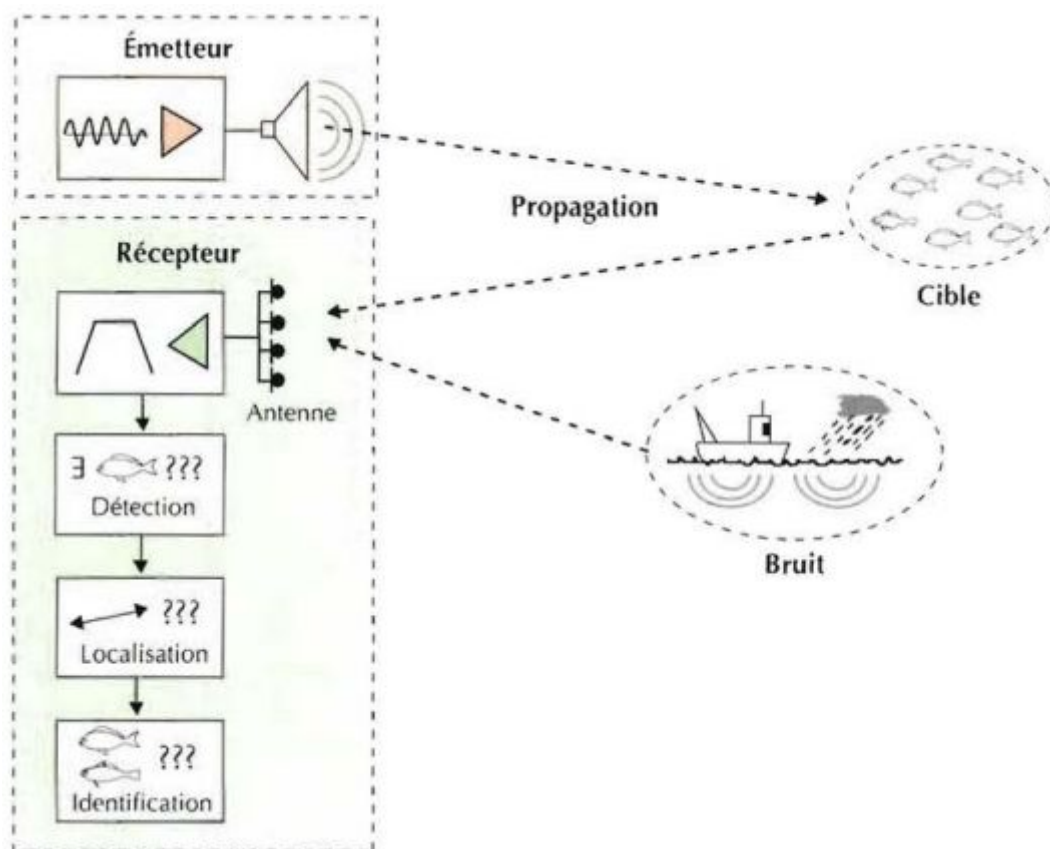 Émetteur
Propagation
Cible
Récepteur
Antenne
Bruit
∃ ???
Détection
???
Localisation
???
Identification